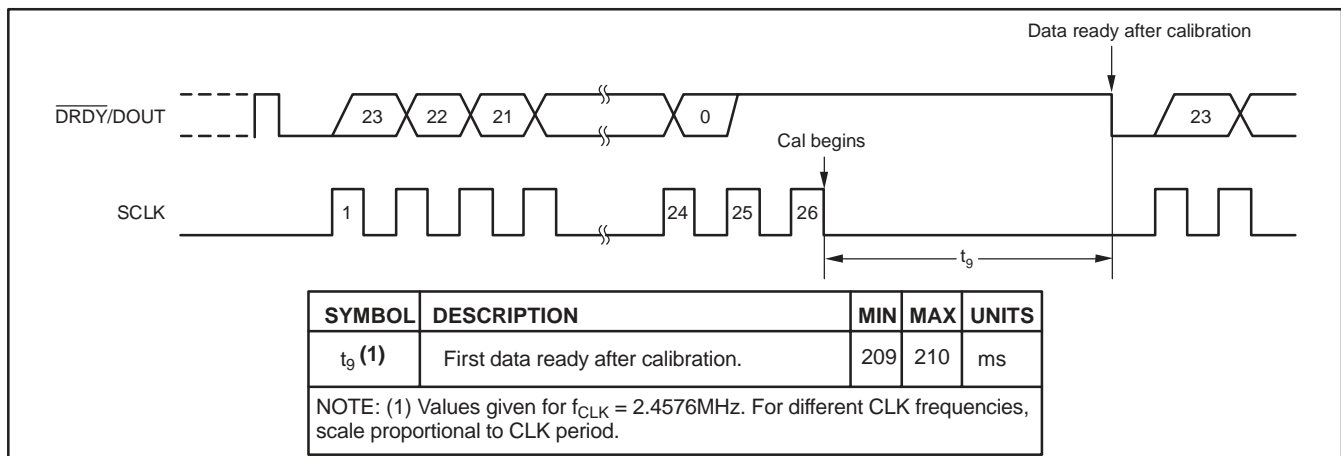 Data ready after calibration
DRDY/DOUT
23 22 21 0 23
Cal begins
SCLK
1 24 25 26
t9
SYMBOL DESCRIPTION MIN MAX UNITS
t9 (1) First data ready after calibration. 209 210 ms
NOTE: (1) Values given for fCLK = 2.4576MHz. For different CLK frequencies,
scale proportional to CLK period.